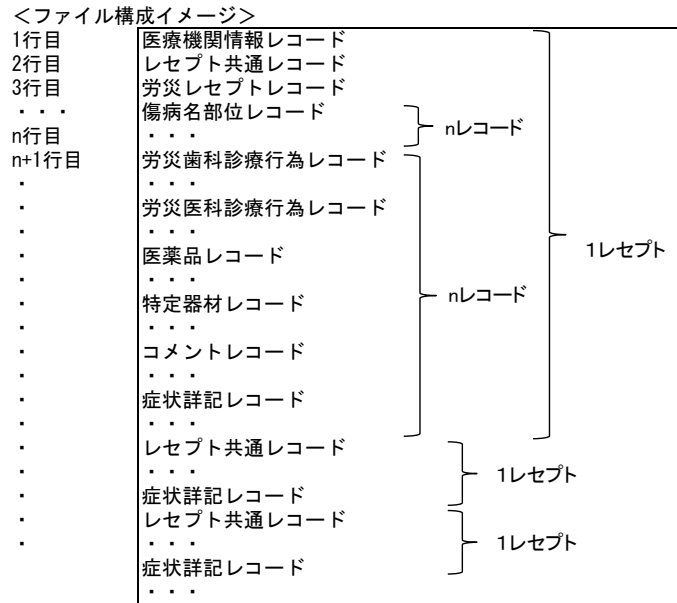 ＜ファイル構成イメージ＞
1行目 医療機関情報レコード
2行目 レセプト共通レコード
3行目 労災レセプトレコード
・・・ 傷病名部位レコード
n行目 ・・・ nレコード
n+1行目 労災歯科診療行為レコード
・ ・・・
・ 労災医科診療行為レコード
・ ・・・
・ 医薬品レコード 1レセプト
・ ・・・
・ 特定器材レコード nレコード
・ ・・・
・ コメントレコード
・ ・・・
・ 症状詳記レコード
・ ・・・
・ レセプト共通レコード
・ ・・・ 1レセプト
・ 症状詳記レコード
・ レセプト共通レコード
・ ・・・ 1レセプト
症状詳記レコード
・・・